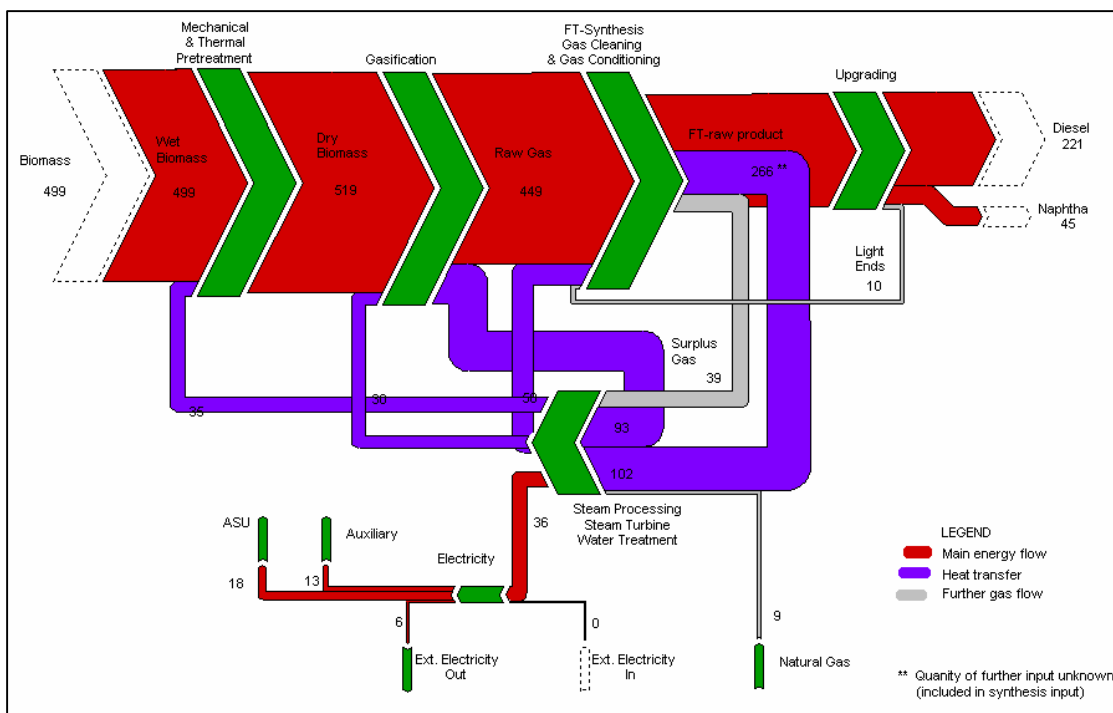 Mechanical
& Thermal
Pretreatment
Gasification
FT-Synthesis
Gas Cleaning
& Gas Conditioning
Upgrading
Biomass
499
Wet
Biomass
499
Dry
Biomass
519
Raw Gas
449
FT-raw product
266 **
Diesel
221
Naphtha
45
Light
Ends
10
Surplus
Gas
39
35
30
50
93
102
Steam Processing
Steam Turbine
Water Treatment
36
ASU
Auxiliary
Electricity
18
13
6
0
9
Ext. Electricity
Out
Ext. Electricity
In
Natural Gas
LEGEND
Main energy flow
Heat transfer
Further gas flow
** Quanity of further input unknown
(included in synthesis input)